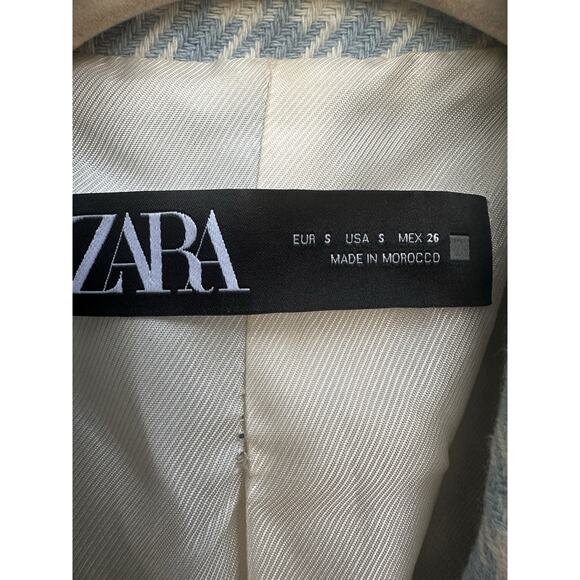 ZARA
EUR S USA S MEX 26
MADE IN MOROCCO